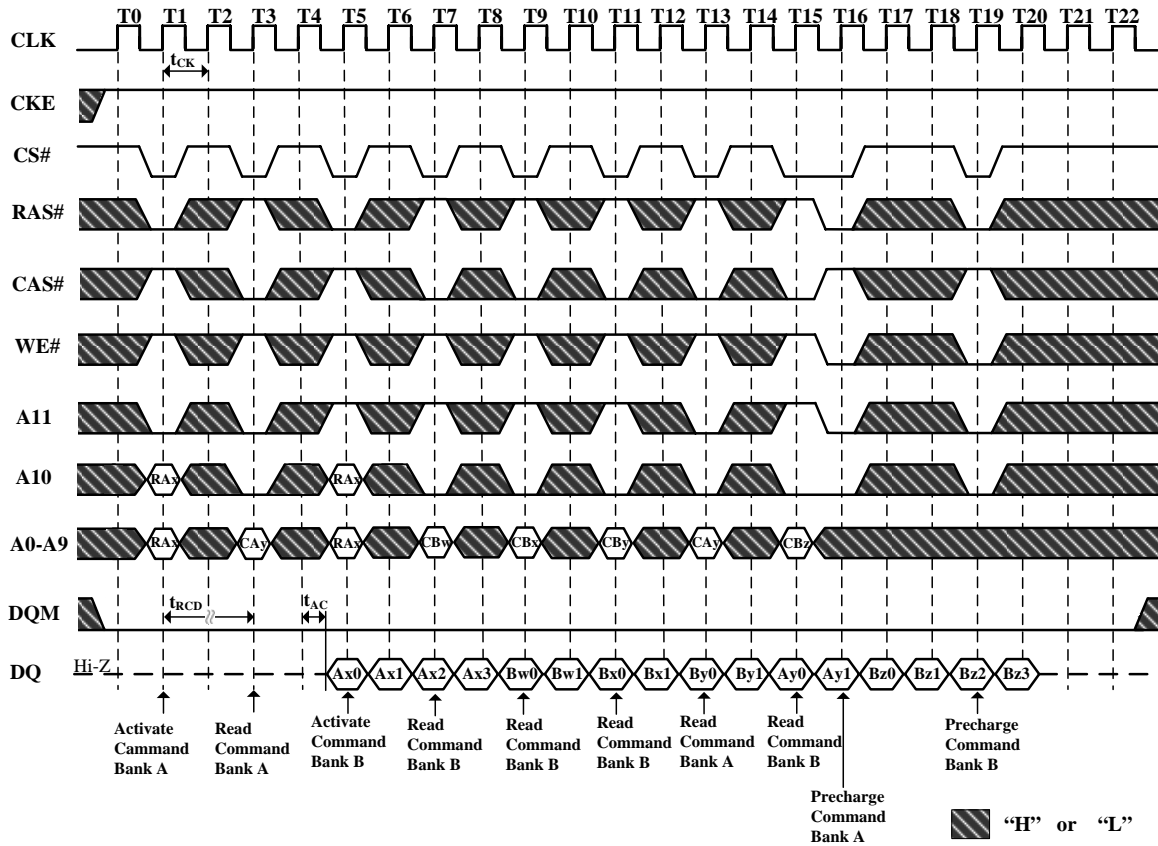 T0 T1 T2 T3 T4 T5 T6 T7 T8 T9 T10 T11 T12 T13 T14 T15 T16 T17 T18 T19 T20 T21 T22
CLK
tCK
CKE
CS#
RAS#
CAS#
WE#
A11
A10 RAx RAx
A0-A9 RAx CAy RAx CBw CBx CBy CAy CBz
DQM tRCD tAC
DQ Hi-Z Ax0 Ax1 Ax2 Ax3 Bw0 Bw1 Bx0 Bx1 By0 By1 Ay0 Ay1 Bz0 Bz1 Bz2 Bz3
Activate
Cammand
Bank A
Read
Command
Bank A
Activate
Command
Bank B
Read
Command
Bank B
Read
Command
Bank B
Read
Command
Bank B
Read
Command
Bank A
Read
Command
Bank B
Precharge
Command
Bank B
Precharge
Command
Bank A
“H” or “L”